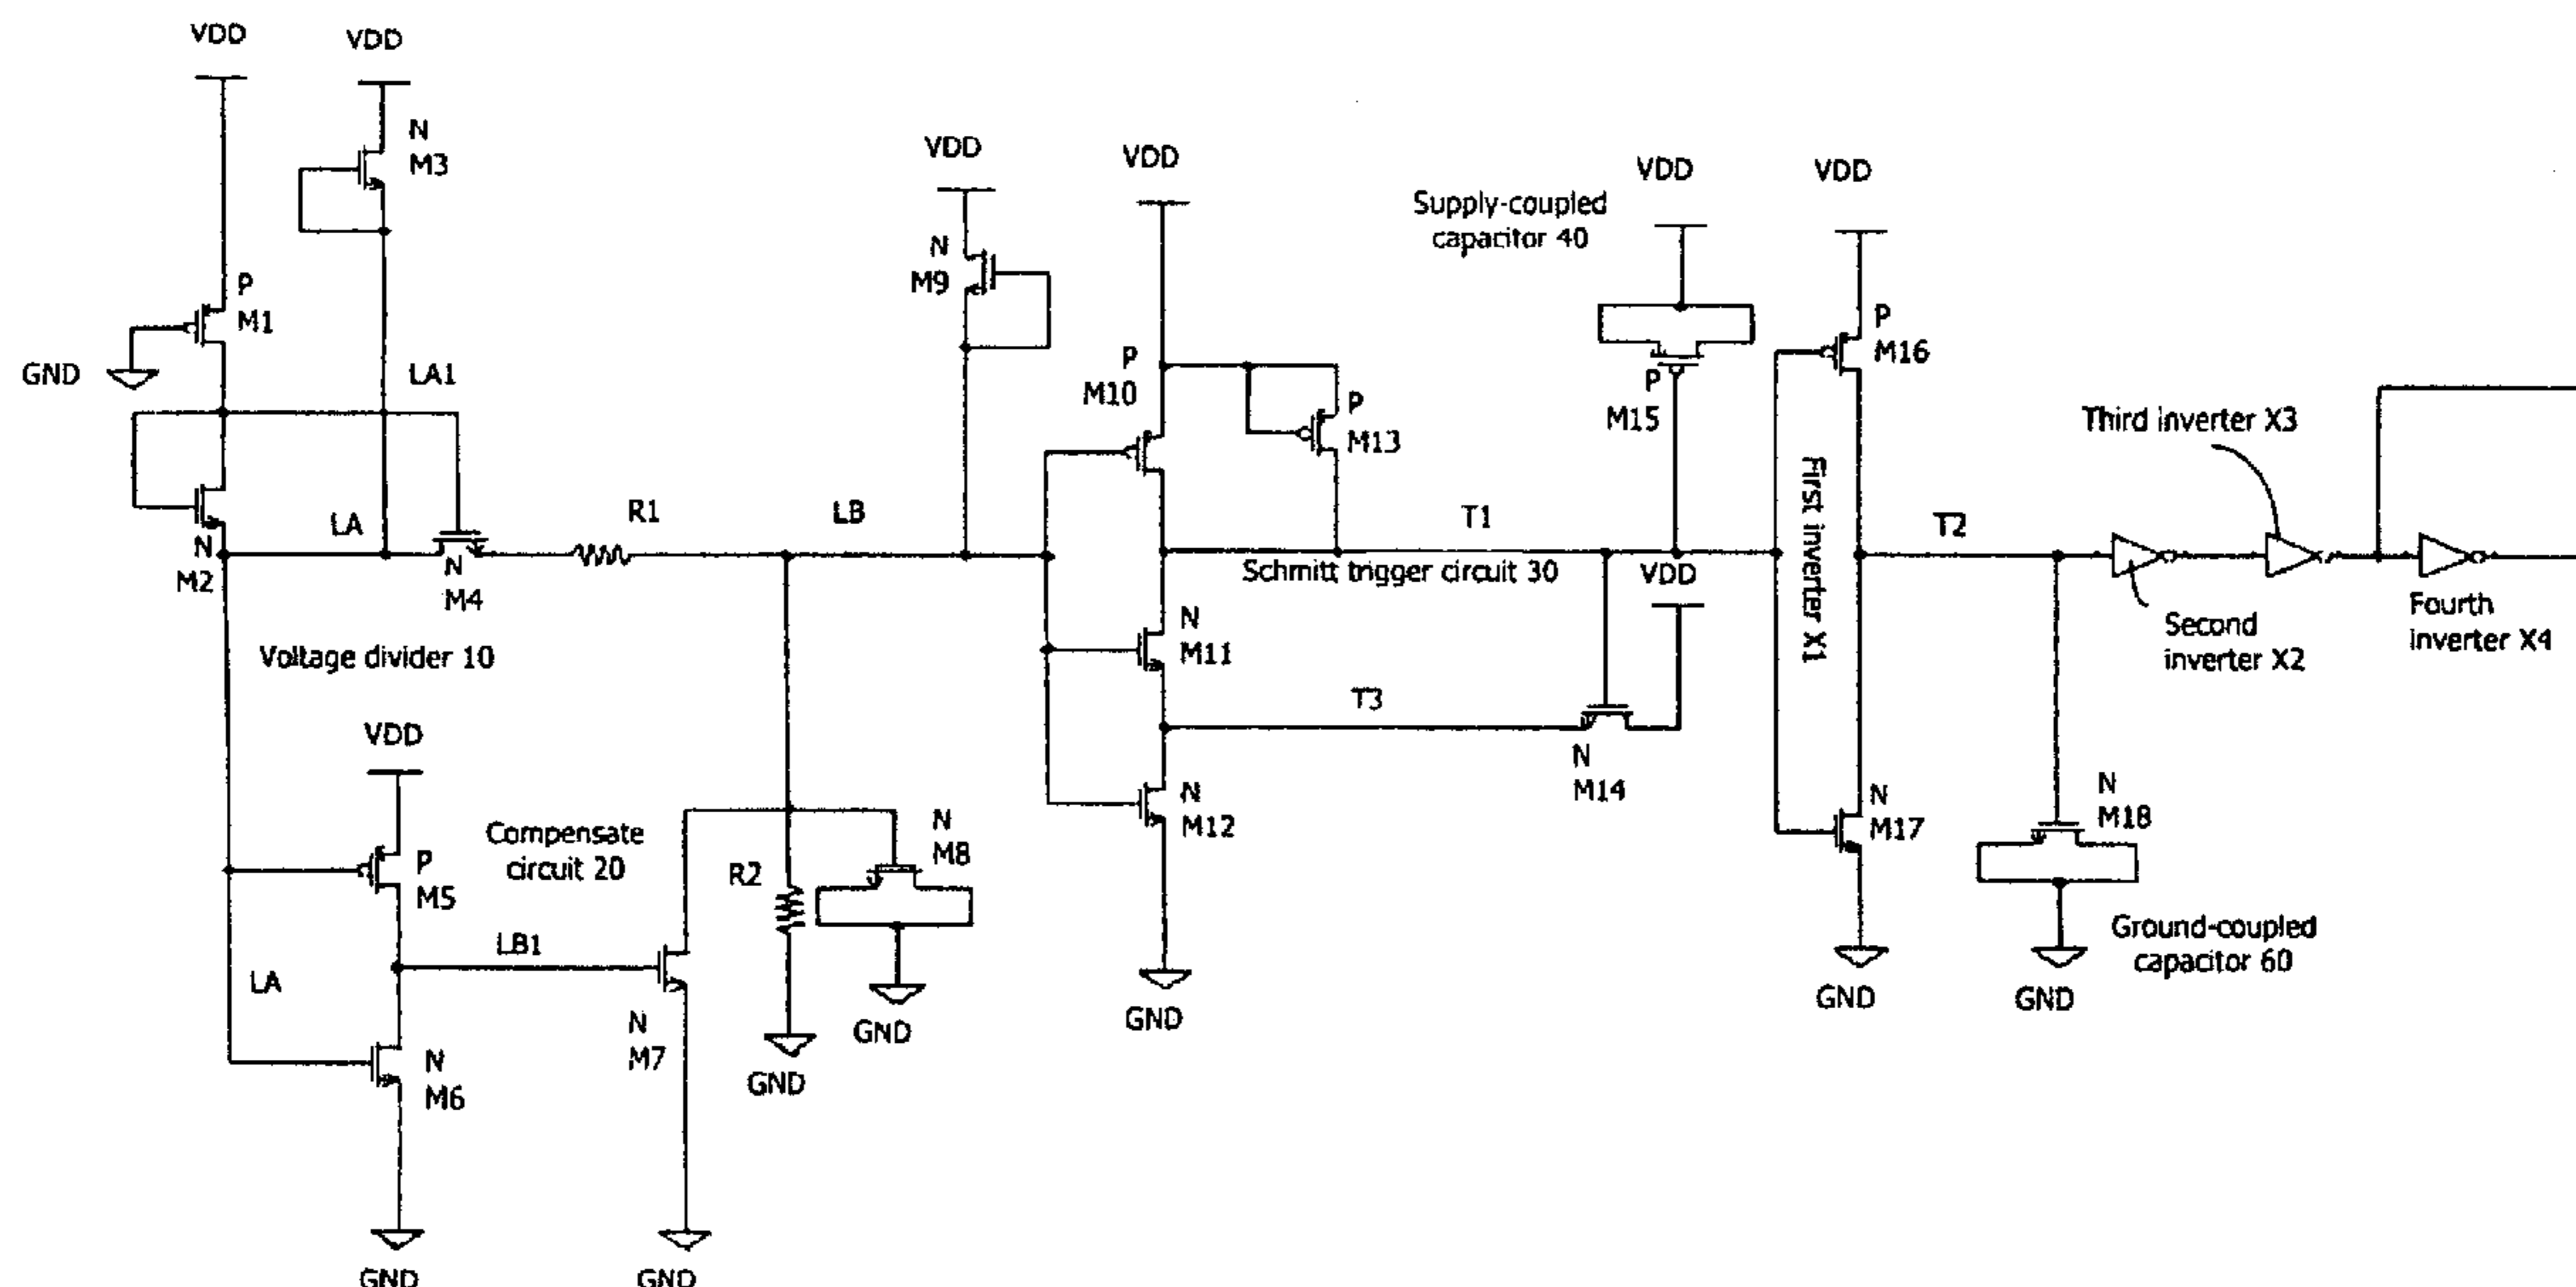 VDD
VDD
N
M3
P
M1
GND
LA1
LA
N
M2
N
M4
R1
LB
Voltage divider 10
VDD
P
M5
Compensate
circuit 20
LB1
LA
N
M6
GND
N
M7
GND
R2
GND
N
M8
GND
VDD
N
M9
VDD
P
M10
P
M13
T1
Schmitt trigger circuit 30
N
M11
T3
N
M12
GND
Supply-coupled
capacitor 40
VDD
P
M15
VDD
N
M14
VDD
P
M16
First inverter X1
N
M17
GND
T2
N
M18
Ground-coupled
capacitor 60
GND
Third inverter X3
Second
inverter X2
Fourth
inverter X4